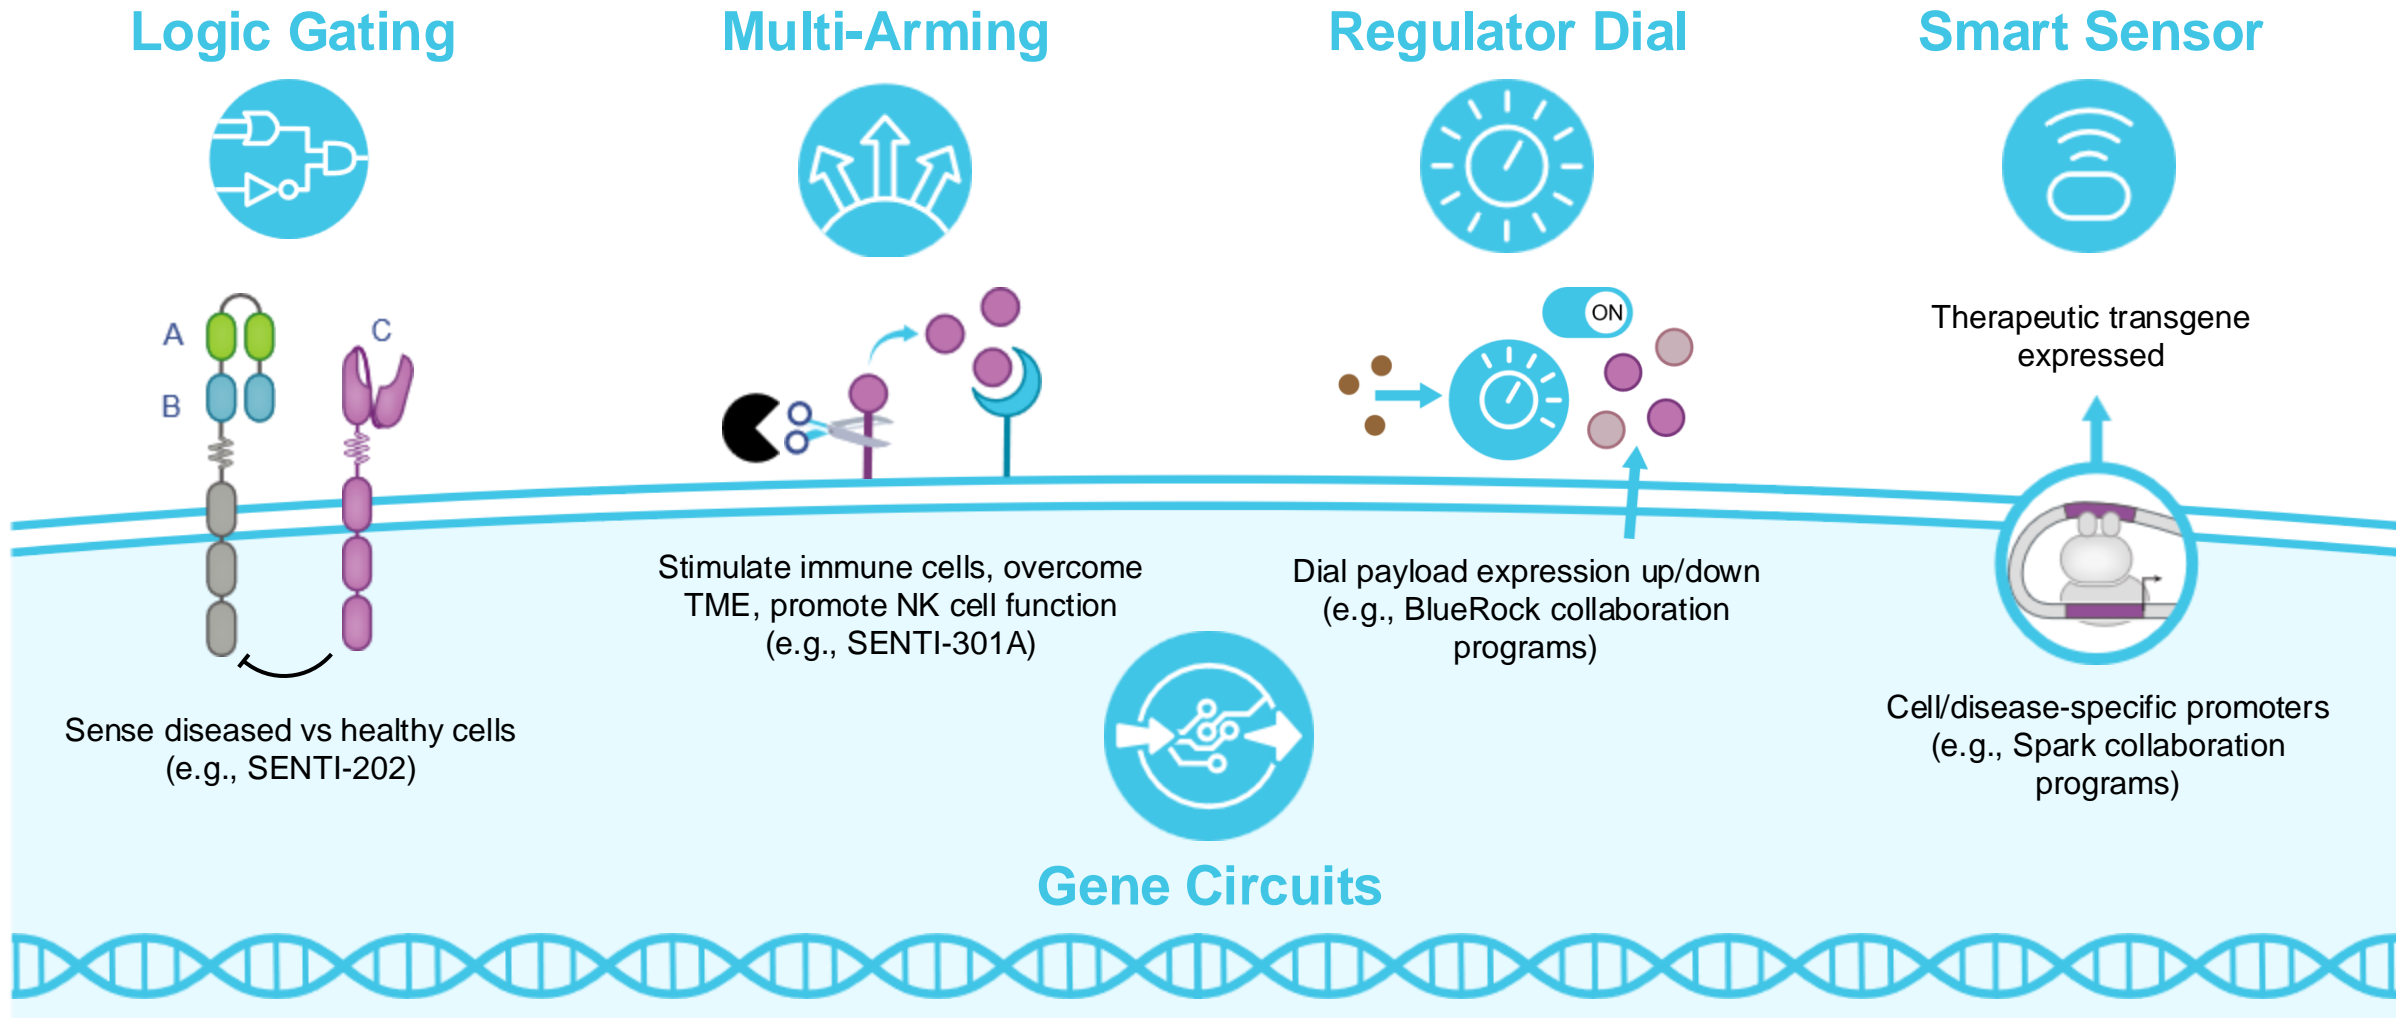 Logic Gating
A
B
C
Sense diseased vs healthy cells
(e.g., SENTI-202)
Multi-Arming
Stimulate immune cells, overcome
TME, promote NK cell function
(e.g., SENTI-301A)
Regulator Dial
ON
Dial payload expression up/down
(e.g., BlueRock collaboration
programs)
Smart Sensor
Therapeutic transgene
expressed
Cell/disease-specific promoters
(e.g., Spark collaboration
programs)
Gene Circuits